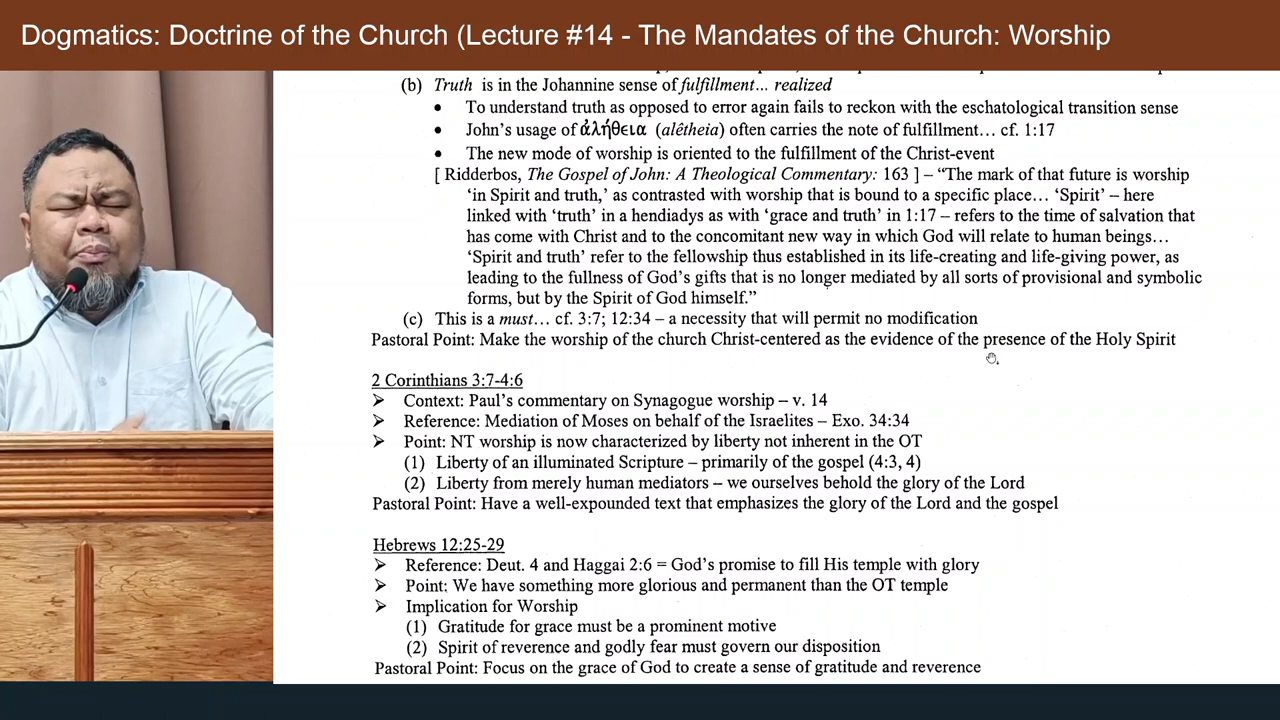 Dogmatics: Doctrine of the Church (Lecture #14 - The Mandates of the Church: Worship
(b) Truth is in the Johannine sense of fulfillment... realized
• To understand truth as opposed to error again fails to reckon with the eschatological transition sense
• John's usage of ἀλήθεια (alêtheia) often carries the note of fulfillment... cf. 1:17
• The new mode of worship is oriented to the fulfillment of the Christ-event
[ Ridderbos, The Gospel of John: A Theological Commentary: 163 ] – “The mark of that future is worship
‘in Spirit and truth,’ as contrasted with worship that is bound to a specific place... ‘Spirit’ – here
linked with ‘truth’ in a hendiadys as with ‘grace and truth’ in 1:17 – refers to the time of salvation that
has come with Christ and to the concomitant new way in which God will relate to human beings...
‘Spirit and truth’ refer to the fellowship thus established in its life-creating and life-giving power, as
leading to the fullness of God's gifts that is no longer mediated by all sorts of provisional and symbolic
forms, but by the Spirit of God himself.”
(c) This is a must... cf. 3:7; 12:34 – a necessity that will permit no modification
Pastoral Point: Make the worship of the church Christ-centered as the evidence of the presence of the Holy Spirit
2 Corinthians 3:7-4:6
➢ Context: Paul's commentary on Synagogue worship – v. 14
➢ Reference: Mediation of Moses on behalf of the Israelites – Exo. 34:34
➢ Point: NT worship is now characterized by liberty not inherent in the OT
(1) Liberty of an illuminated Scripture – primarily of the gospel (4:3, 4)
(2) Liberty from merely human mediators – we ourselves behold the glory of the Lord
Pastoral Point: Have a well-expounded text that emphasizes the glory of the Lord and the gospel
Hebrews 12:25-29
➢ Reference: Deut. 4 and Haggai 2:6 = God's promise to fill His temple with glory
➢ Point: We have something more glorious and permanent than the OT temple
➢ Implication for Worship
(1) Gratitude for grace must be a prominent motive
(2) Spirit of reverence and godly fear must govern our disposition
Pastoral Point: Focus on the grace of God to create a sense of gratitude and reverence